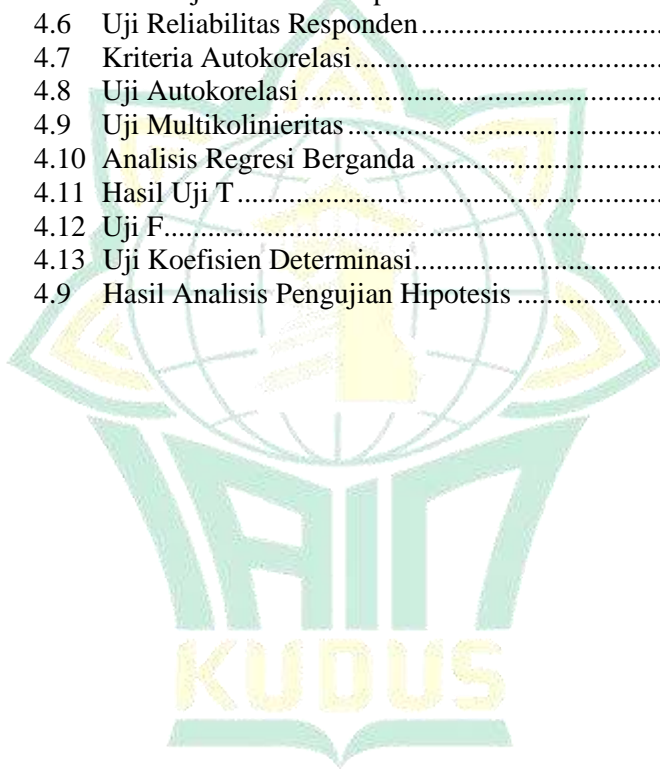 4.6 Uji Reliabilitas Responden..............................
4.7 Kriteria Autokorelasi.......................................
4.8 Uji Autokorelasi..............................................
4.9 Uji Multikolinieritas........................................
4.10 Analisis Regresi Berganda..............................
4.11 Hasil Uji T......................................................
4.12 Uji F................................................................
4.13 Uji Koefisien Determinasi...............................
4.9 Hasil Analisis Pengujian Hipotesis.................
IAIN
KUDUS